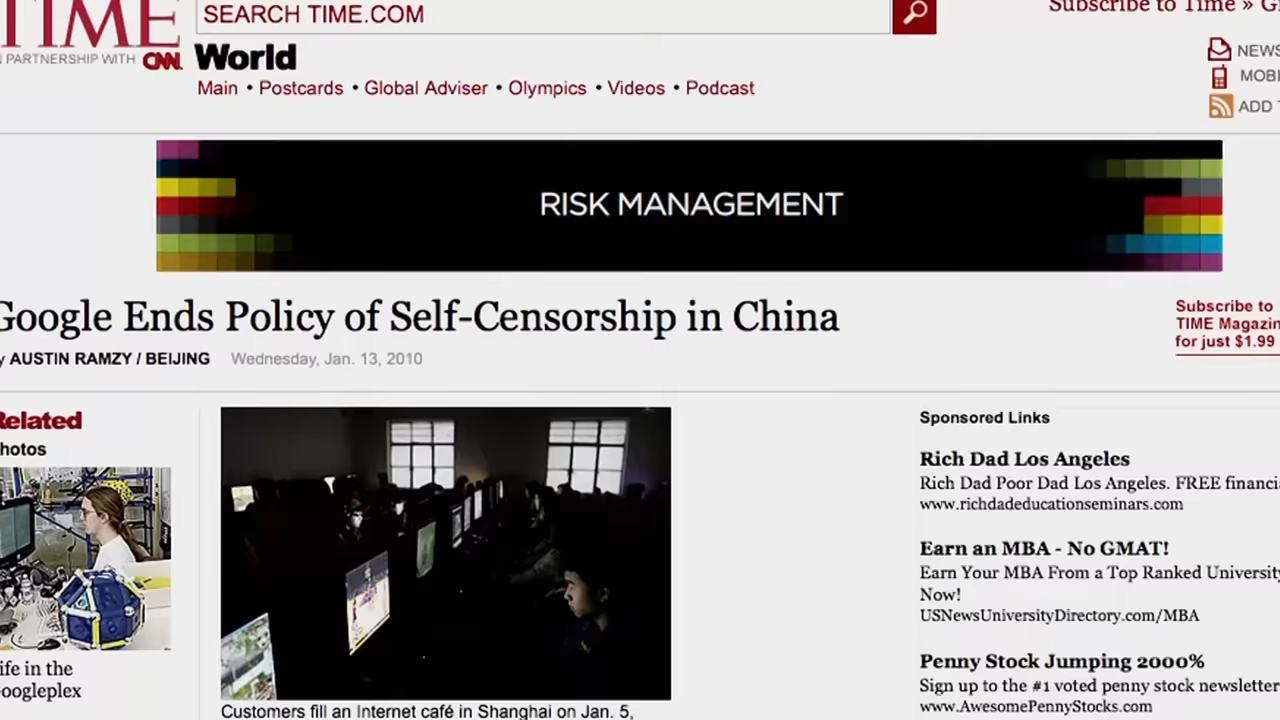 TIME
SEARCH TIME.COM
Subscribe to Time »
PARTNERSHIP WITH CNN
World
Main • Postcards • Global Adviser • Olympics • Videos • Podcast
NEWS
MOBI
ADD
RISK MANAGEMENT
Google Ends Policy of Self-Censorship in China
AUSTIN RAMZY / BEIJING Wednesday, Jan. 13, 2010
Subscribe to
TIME Magazin
for just $1.99
Related
hotos
ife in the
oogleplex
Customers fill an Internet café in Shanghai on Jan. 5,
Sponsored Links
Rich Dad Los Angeles
Rich Dad Poor Dad Los Angeles. FREE financi
www.richdadeducationseminars.com
Earn an MBA - No GMAT!
Earn Your MBA From a Top Ranked University
Now!
USNewsUniversityDirectory.com/MBA
Penny Stock Jumping 2000%
Sign up to the #1 voted penny stock newsletter
www.AwesomePennyStocks.com